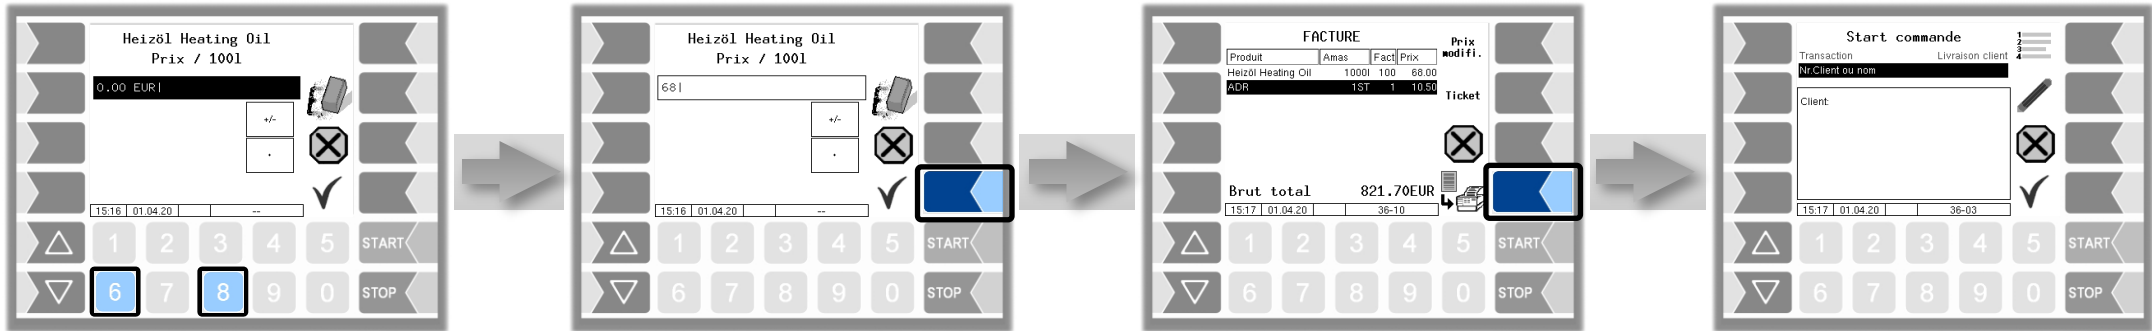 Heizöl Heating Oil
Prix / 100l
0.00 EUR
+/-
.
15:16 01.04.20 --
1 2 3 4 5 START
6 7 8 9 0 STOP
Heizöl Heating Oil
Prix / 100l
68
+/-
.
15:16 01.04.20 --
1 2 3 4 5 START
6 7 8 9 0 STOP
FACTURE
Prix
modifi.
Produit Amas Fact Prix
Heizöl Heating Oil 1000l 100 68.00
ADR 1ST 1 10.50
Ticket
Brut total 821.70EUR
15:17 01.04.20 36-10
1 2 3 4 5 START
6 7 8 9 0 STOP
Start commande
1
2
3
4
Transaction Livraison client
Nr.Client ou nom
Client:
15:17 01.04.20 36-03
1 2 3 4 5 START
6 7 8 9 0 STOP